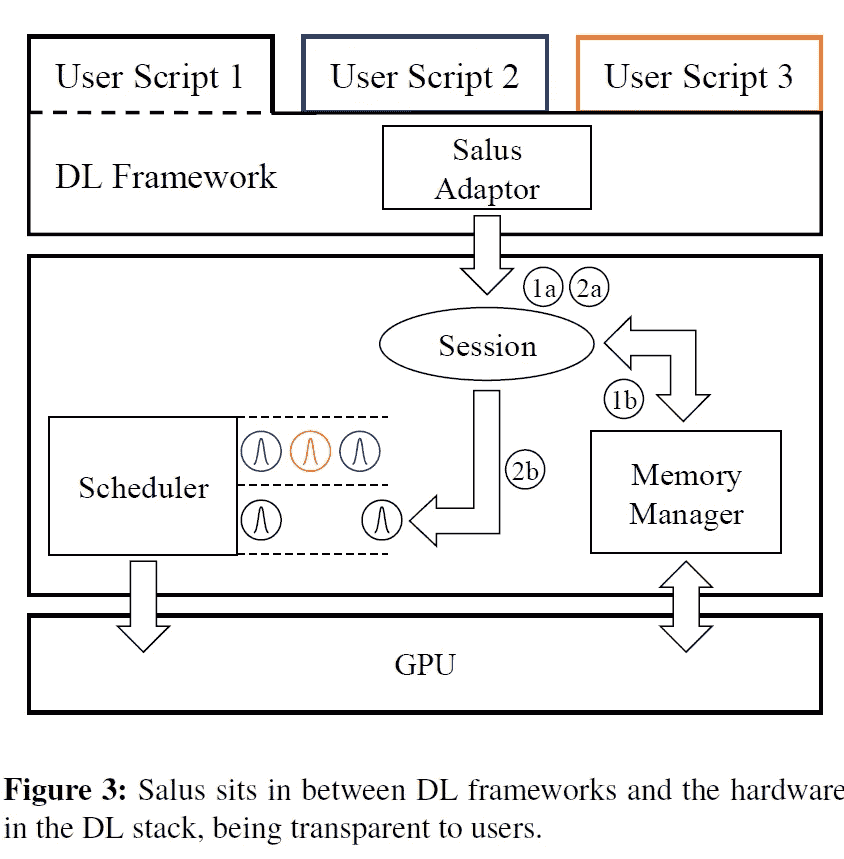 User Script 1
User Script 2
User Script 3
DL Framework
Salus
Adaptor
1a
2a
Session
1b
Scheduler
2b
Memory
Manager
GPU
Figure 3: Salus sits in between DL frameworks and the hardware
in the DL stack, being transparent to users.